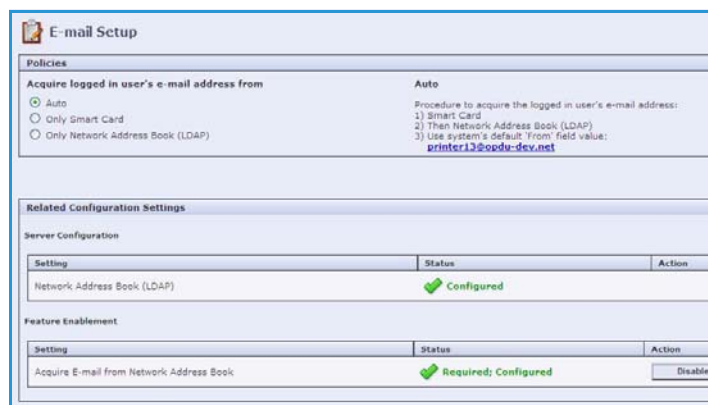 E-mail Setup
Policies
Acquire logged in user's e-mail address from
Auto
Only Smart Card
Only Network Address Book (LDAP)
Auto
Procedure to acquire the logged in user's e-mail address:
1) Smart Card
2) Then Network Address Book (LDAP)
3) Use system's default 'From' field value:
printer13@opdu-dev.net
Related Configuration Settings
Server Configuration
Setting Status Action
Network Address Book (LDAP) Configured
Feature Enablement
Setting Status Action
Acquire E-mail from Network Address Book Required; Configured Disable